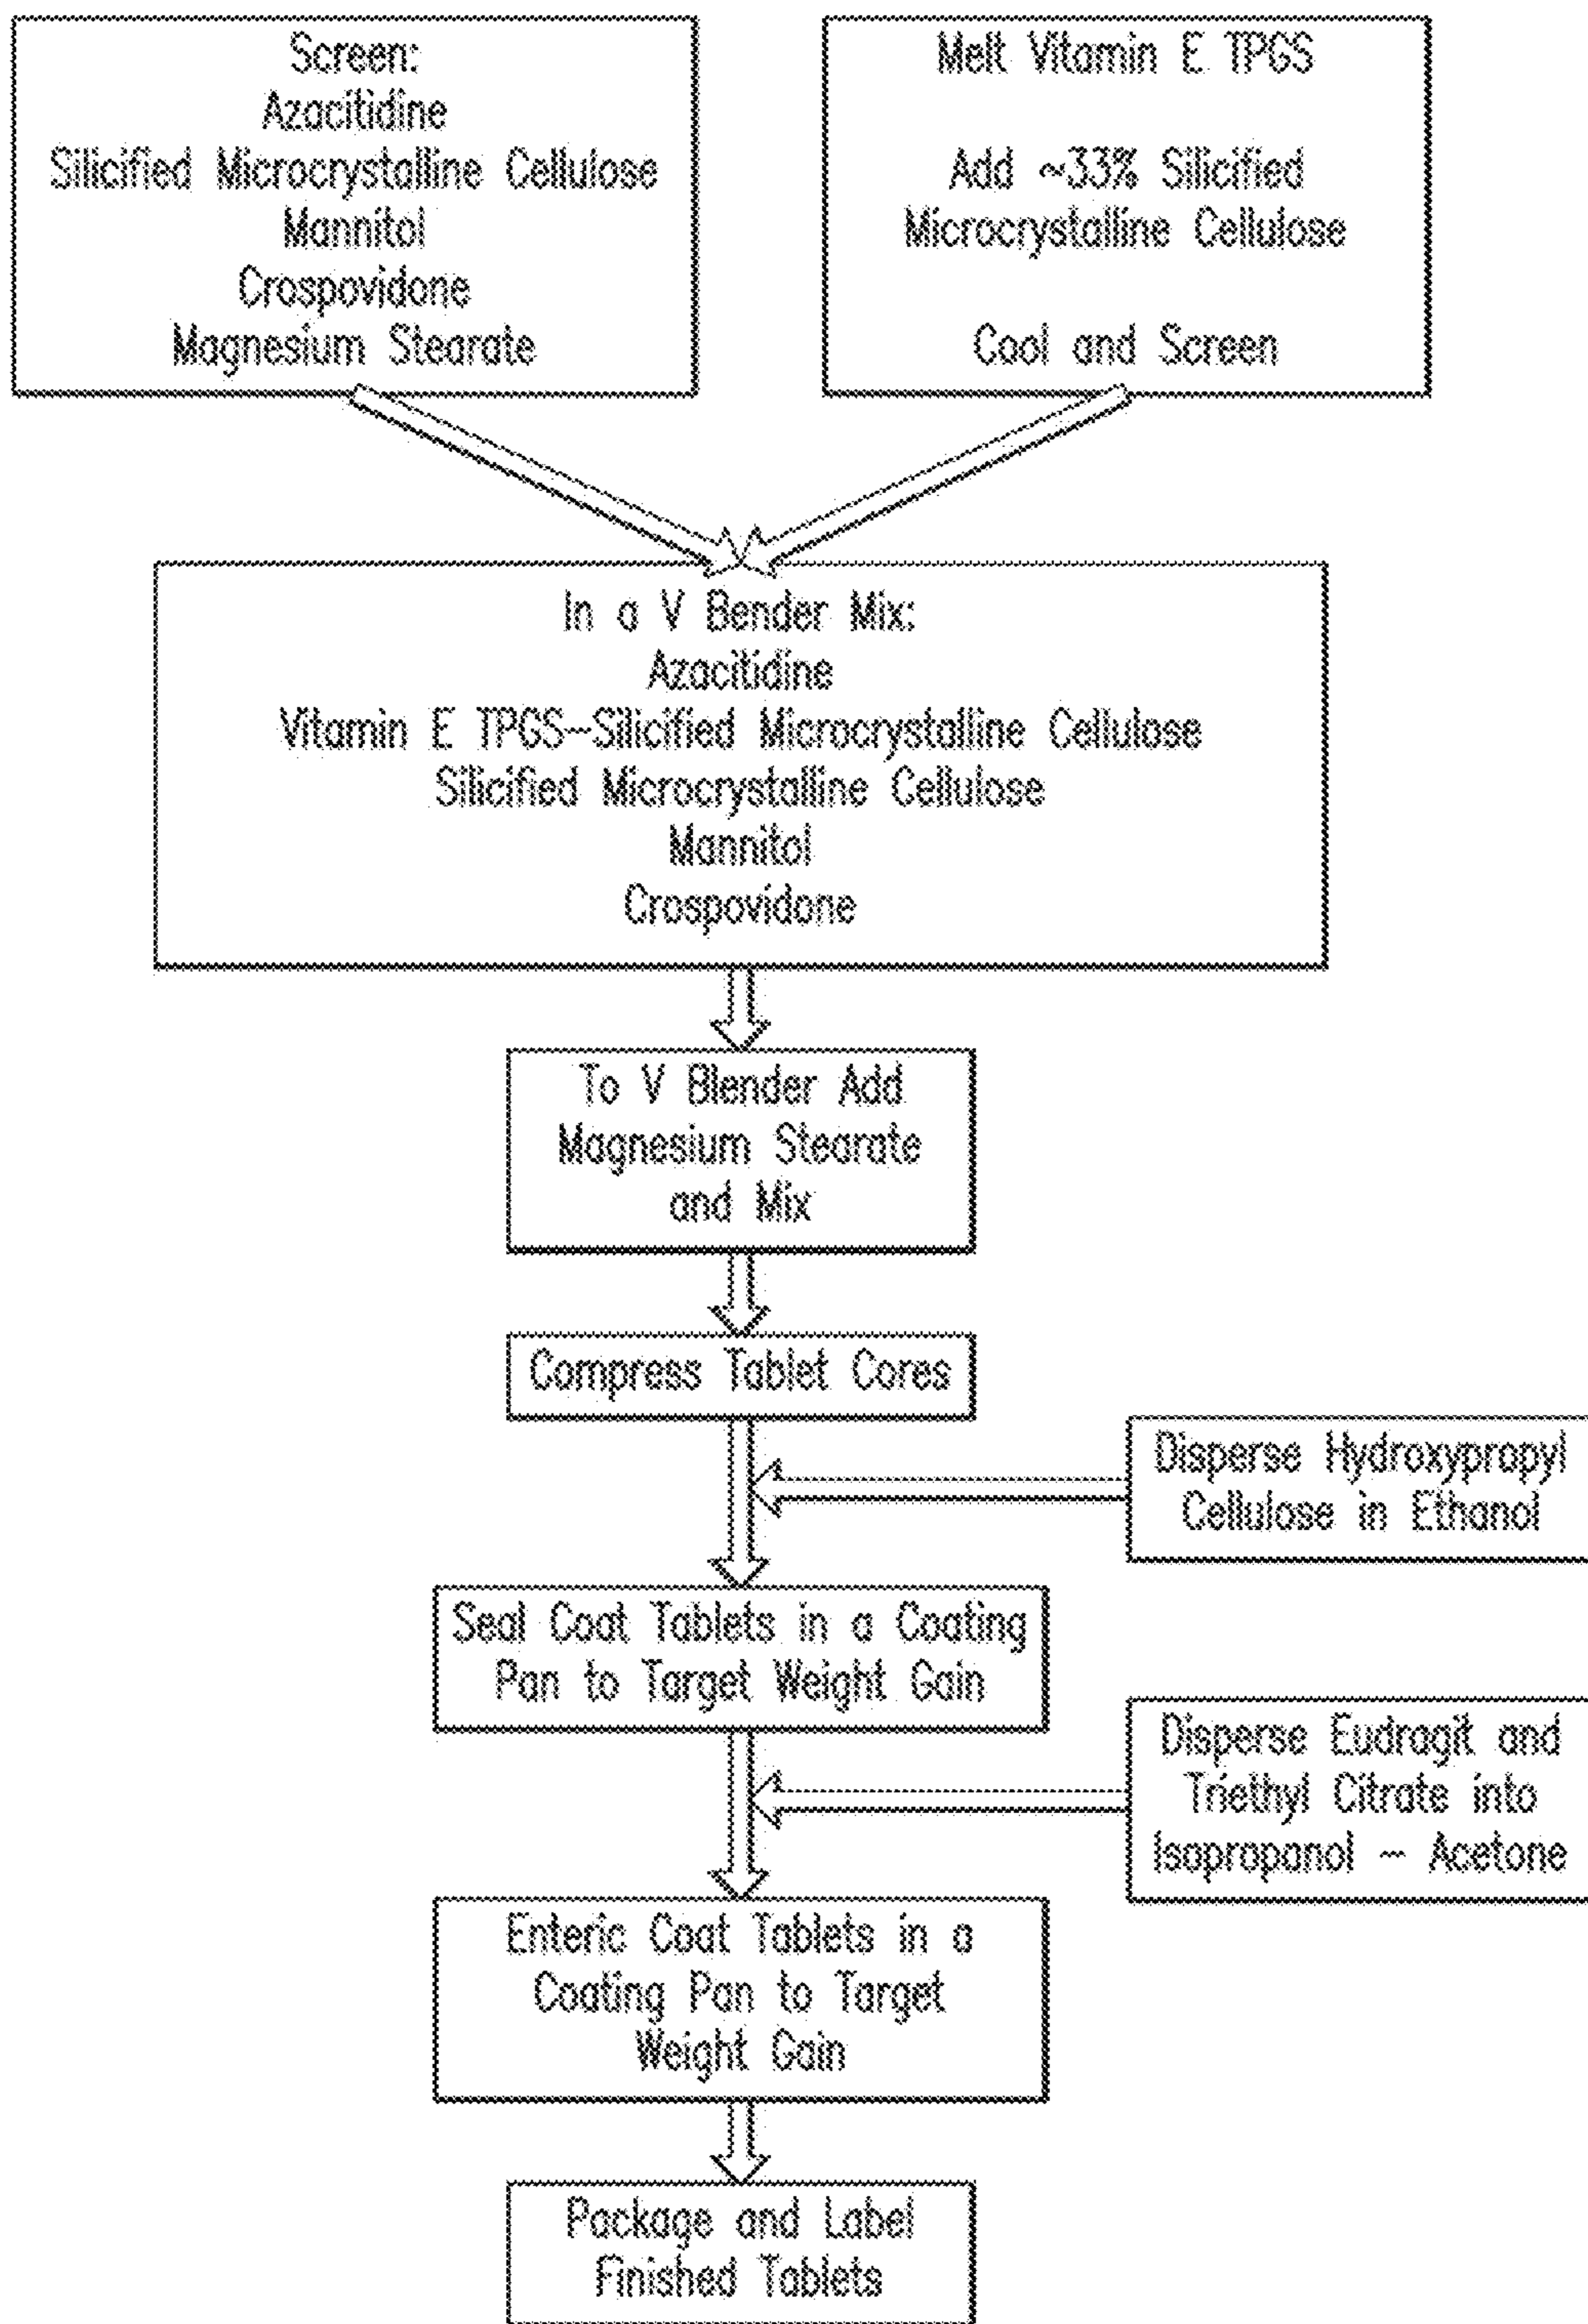 Screen:
Azacitidine
Silicified Microcrystalline Cellulose
Mannitol
Crospovidone
Magnesium Stearate
Melt Vitamin E TPGS
Add ~33% Silicified
Microcrystalline Cellulose
Cool and Screen
In a V Bender Mix:
Azacitidine
Vitamin E TPGS-Silicified Microcrystalline Cellulose
Silicified Microcrystalline Cellulose
Mannitol
Crospovidone
To V Blender Add
Magnesium Stearate
and Mix
Compress Tablet Cores
Disperse Hydroxypropyl
Cellulose in Ethanol
Seal Coat Tablets in a Coating
Pan to Target Weight Gain
Disperse Eudragit and
Triethyl Citrate into
Isopropanol - Acetone
Enteric Coat Tablets in a
Coating Pan to Target
Weight Gain
Package and Label
Finished Tablets